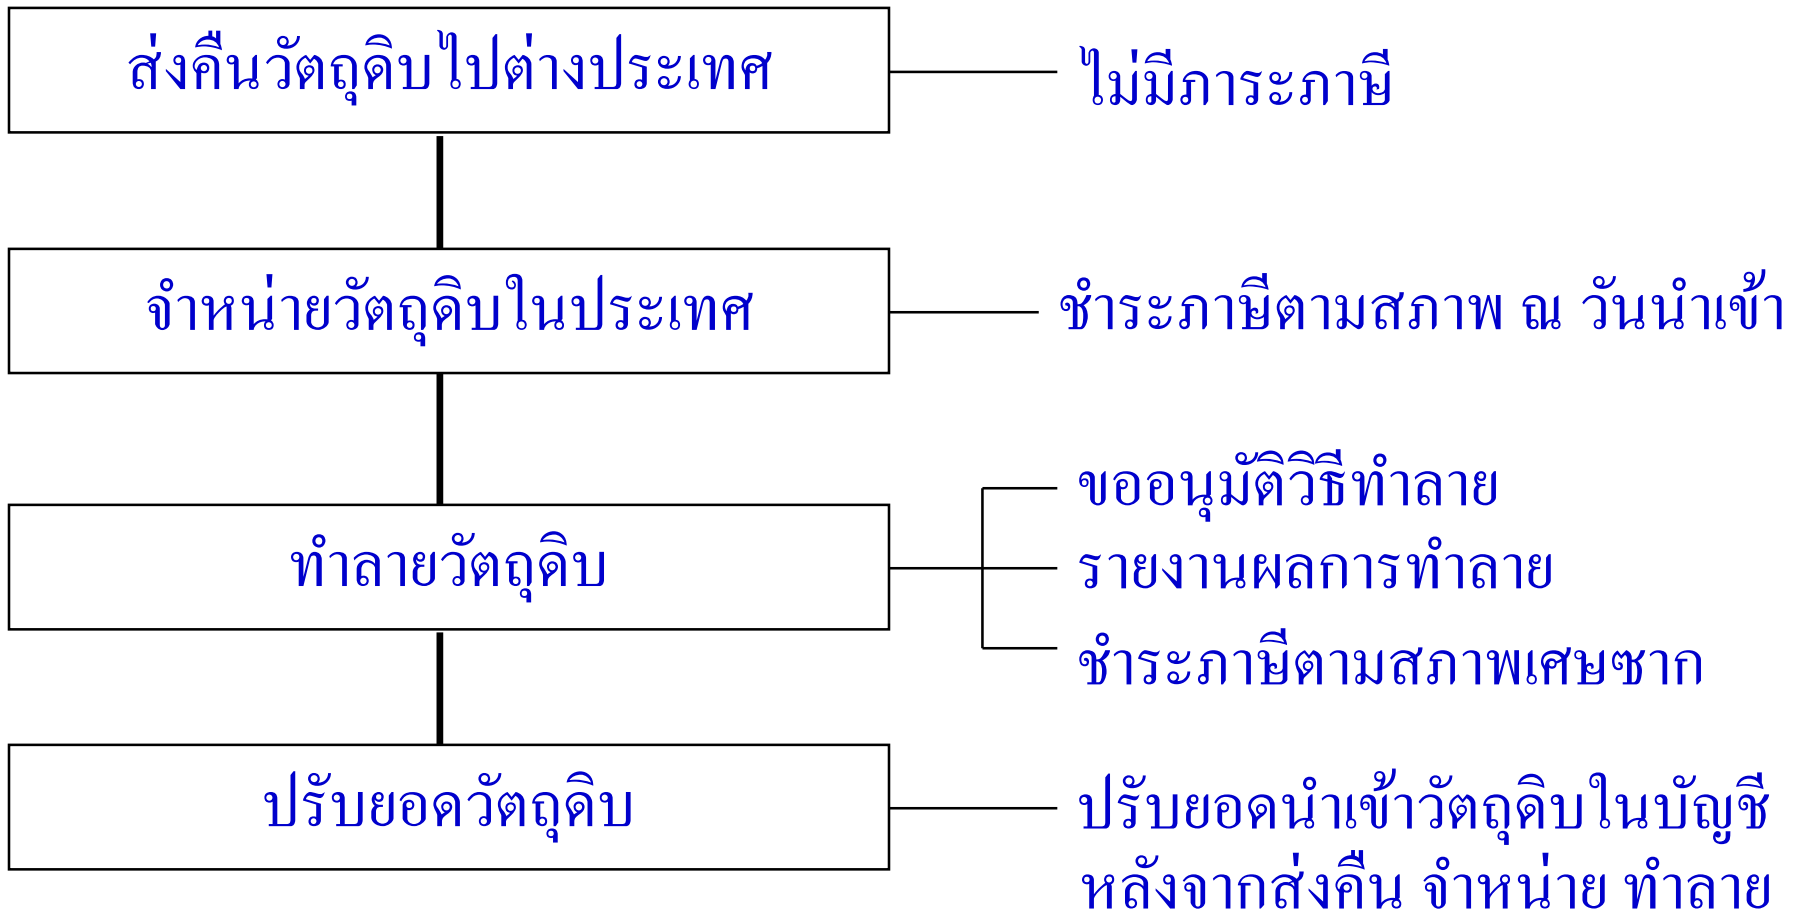 ส่งคืนวัตถุดิบไปต่างประเทศ
ไม่มีภาระภาษี
จำหน่ายวัตถุดิบในประเทศ
ชำระภาษีตามสภาพ ณ วันนำเข้า
ทำลายวัตถุดิบ
ขออนุมัติวิธีทำลาย
รายงานผลการทำลาย
ชำระภาษีตามสภาพเศษซาก
ปรับยอดวัตถุดิบ
ปรับยอดนำเข้าวัตถุดิบในบัญชี
หลังจากส่งคืน จำหน่าย ทำลาย